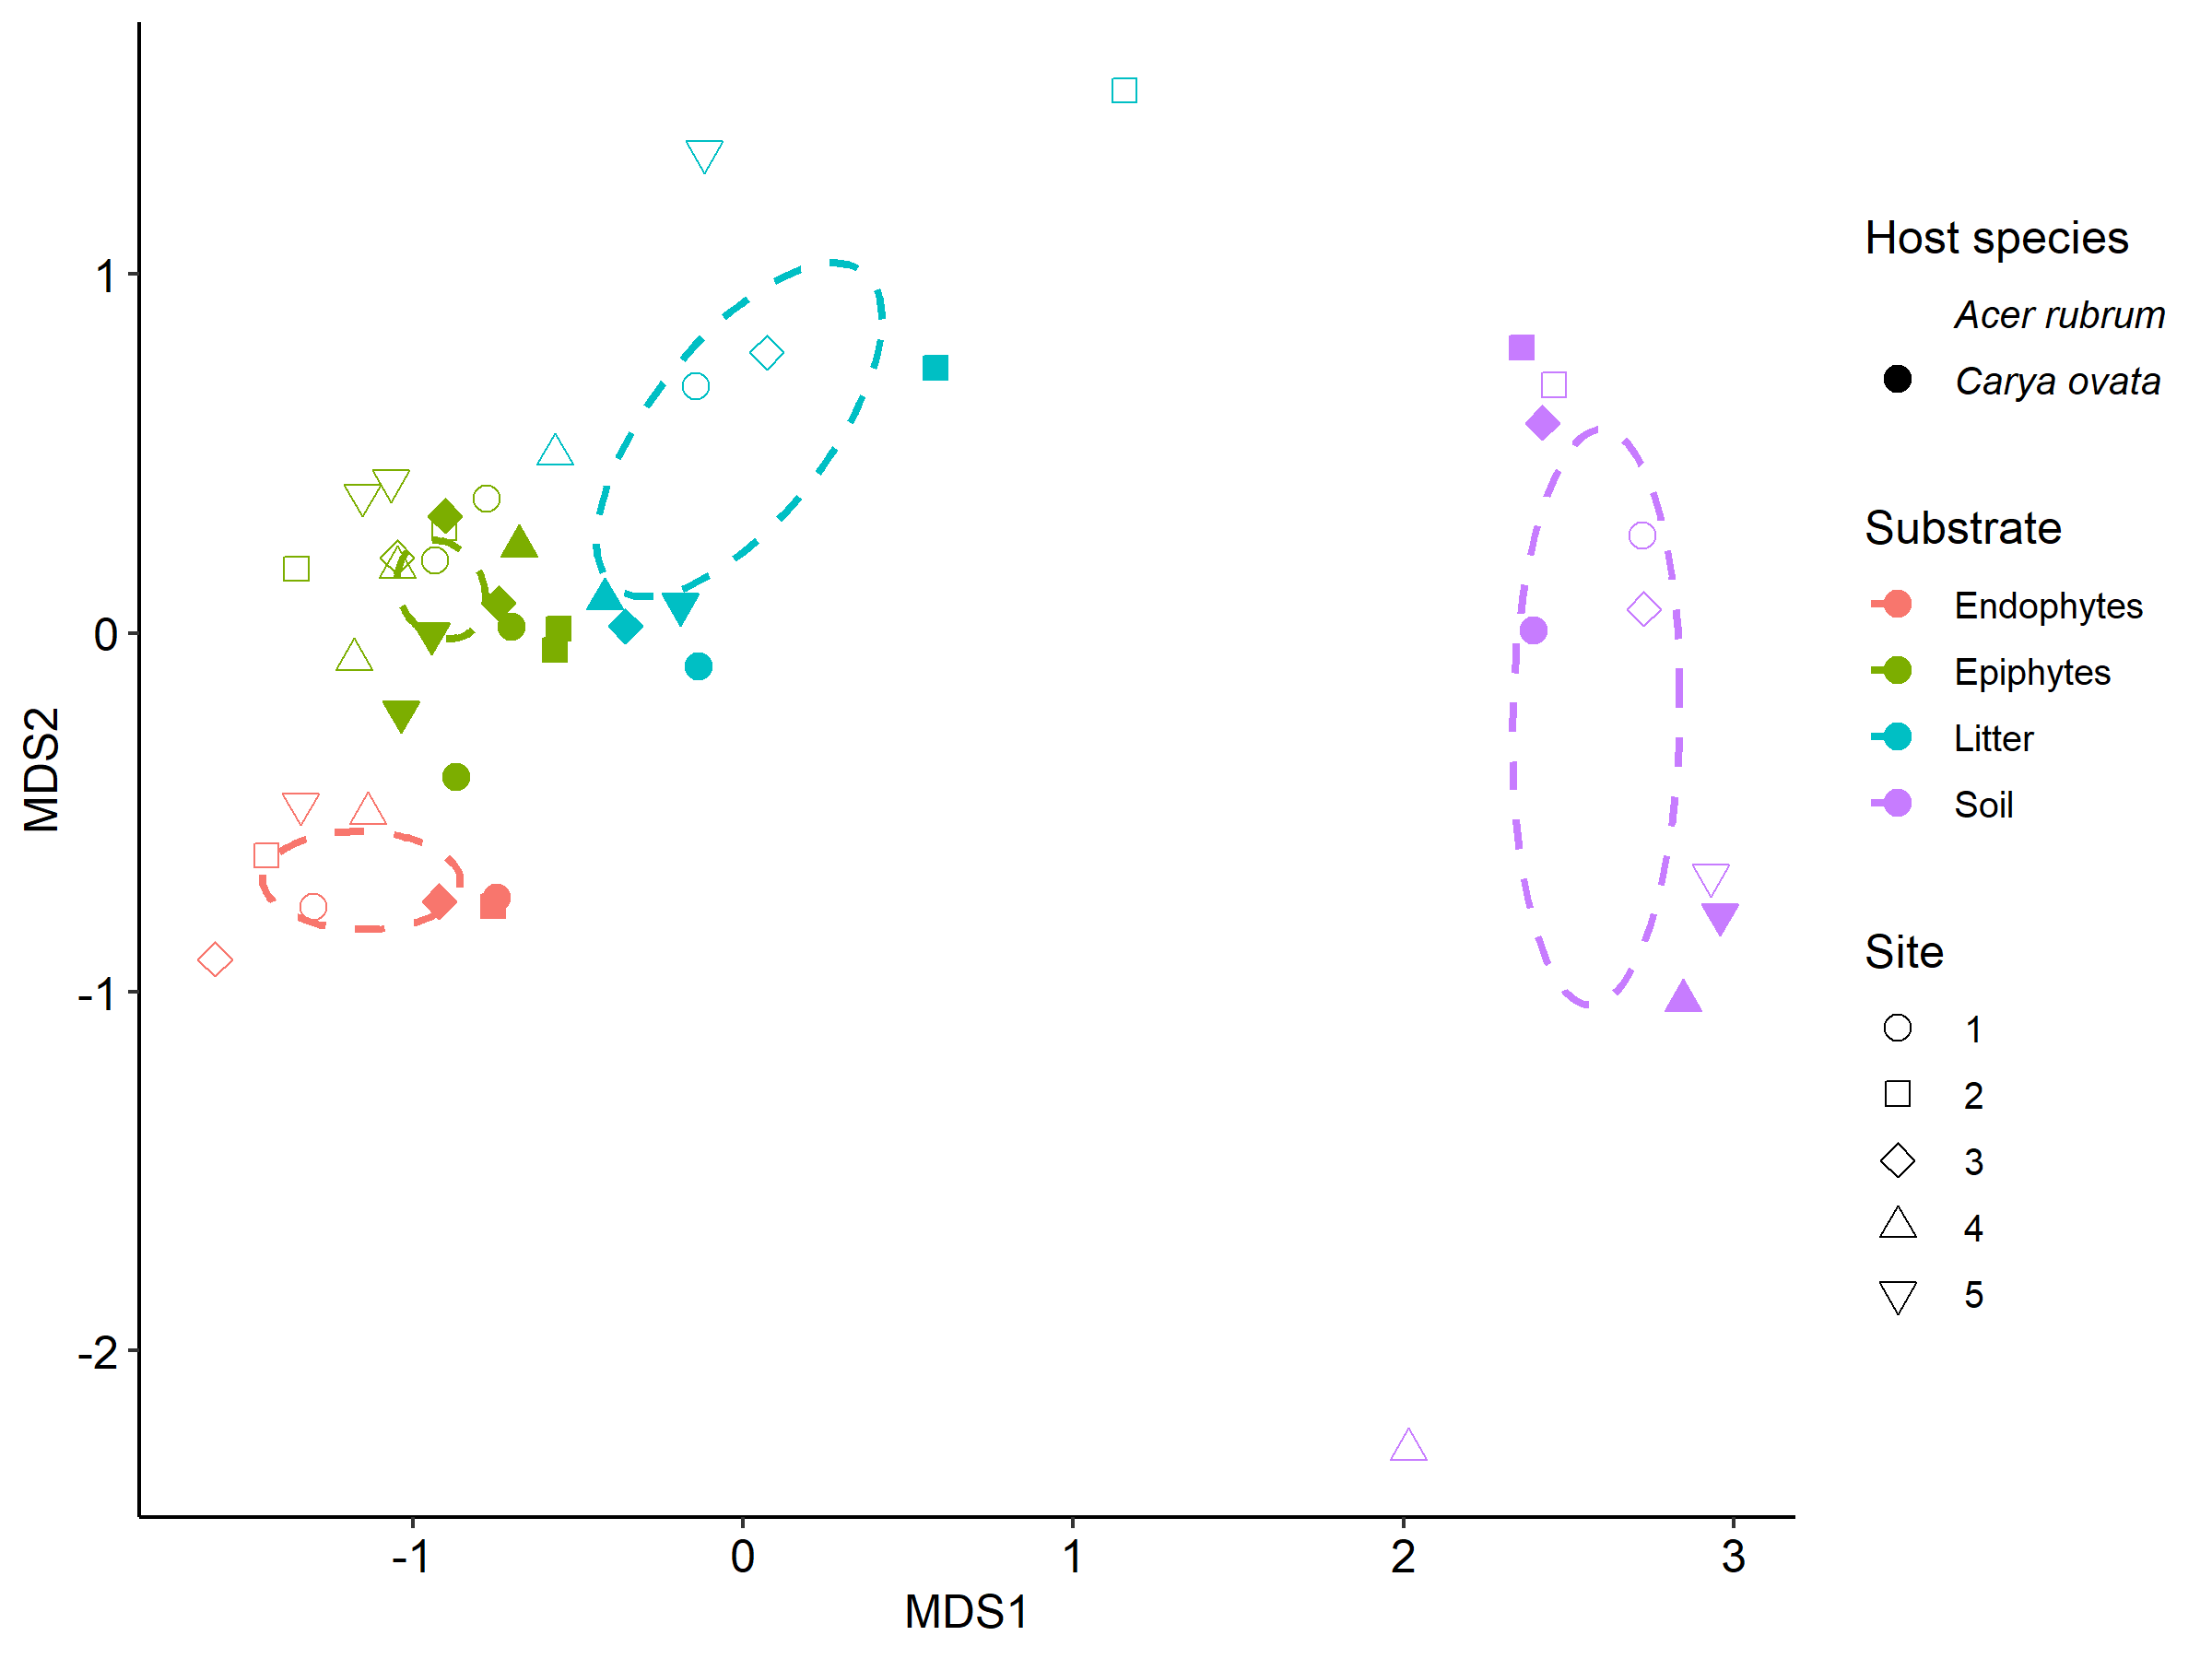 1
0
-1
-2
MDS2
-1
0
1
2
3
MDS1
Host species
Acer rubrum
Carya ovata
Substrate
Endophytes
Epiphytes
Litter
Soil
Site
1
2
3
4
5